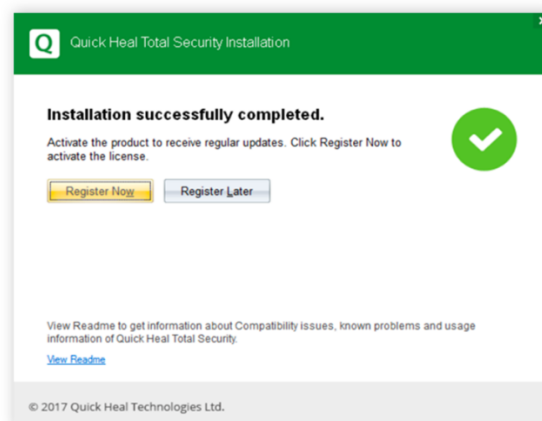 Q Quick Heal Total Security Installation
Installation successfully completed.
Activate the product to receive regular updates. Click Register Now to
activate the license.
Register Now Register Later
View Readme to get information about Compatibility issues, known problems and usage
information of Quick Heal Total Security.
View Readme
© 2017 Quick Heal Technologies Ltd.